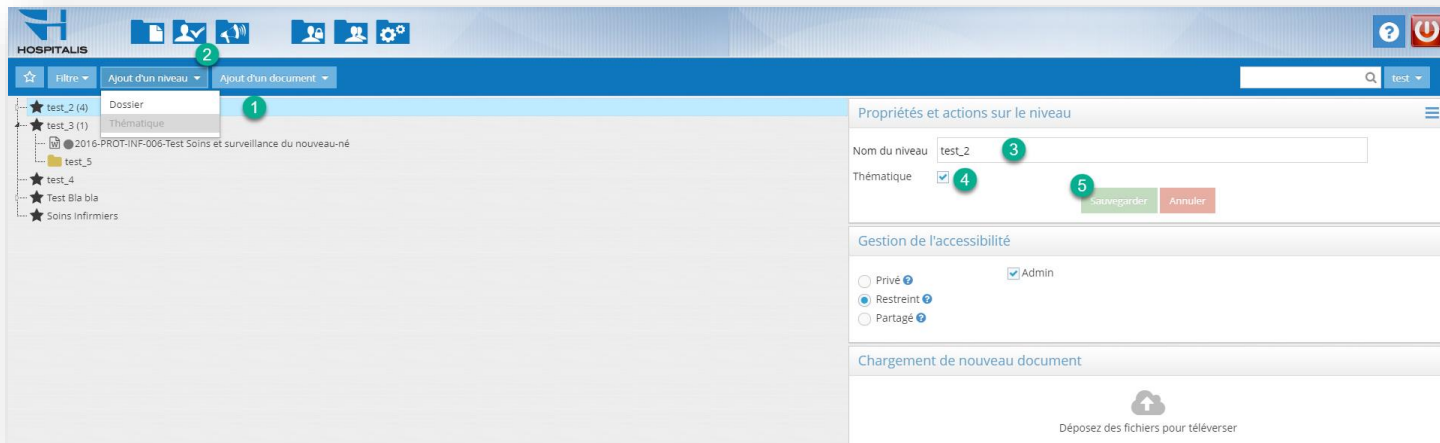 HOSPITALIS
2
Filtre
Ajout d'un niveau
Ajout d'un document
test
test_2 (4)
Dossier
1
Thématique
test_3 (1)
2016-PROT-INF-006-Test Soins et surveillance du nouveau-né
test_5
test_4
Test Bla bla
Soins Infirmiers
Propriétés et actions sur le niveau
Nom du niveau test_2 3
Thématique 4
5
Sauvegarder Annuler
Gestion de l'accessibilité
Privé ?
Admin
Restreint ?
Partagé ?
Chargement de nouveau document
Déposez des fichiers pour téléverser